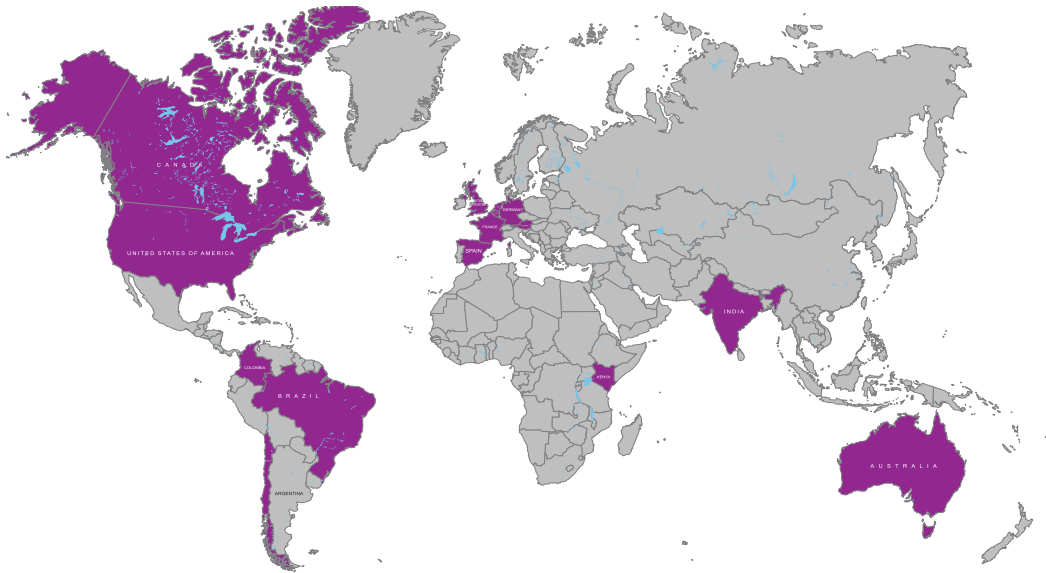 CANADA
UNITED STATES OF AMERICA
GERMANY
FRANCE
SPAIN
INDIA
COLOMBIA
KENYA
BRAZIL
AUSTRALIA
ARGENTINA